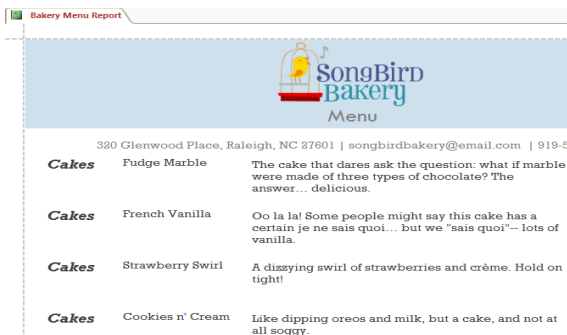 Bakery Menu Report
SongBird
Bakery
Menu
320 Glenwood Place, Raleigh, NC 27601 | songbirdbakery@email.com | 919-5
Cakes Fudge Marble The cake that dares ask the question: what if marble
were made of three types of chocolate? The
answer... delicious.
Cakes French Vanilla Oo la la! Some people might say this cake has a
certain je ne sais quoi... but we "sais quoi"-- lots of
vanilla.
Cakes Strawberry Swirl A dizzying swirl of strawberries and crème. Hold on
tight!
Cakes Cookies n' Cream Like dipping oreos and milk, but a cake, and not at
all soggy.